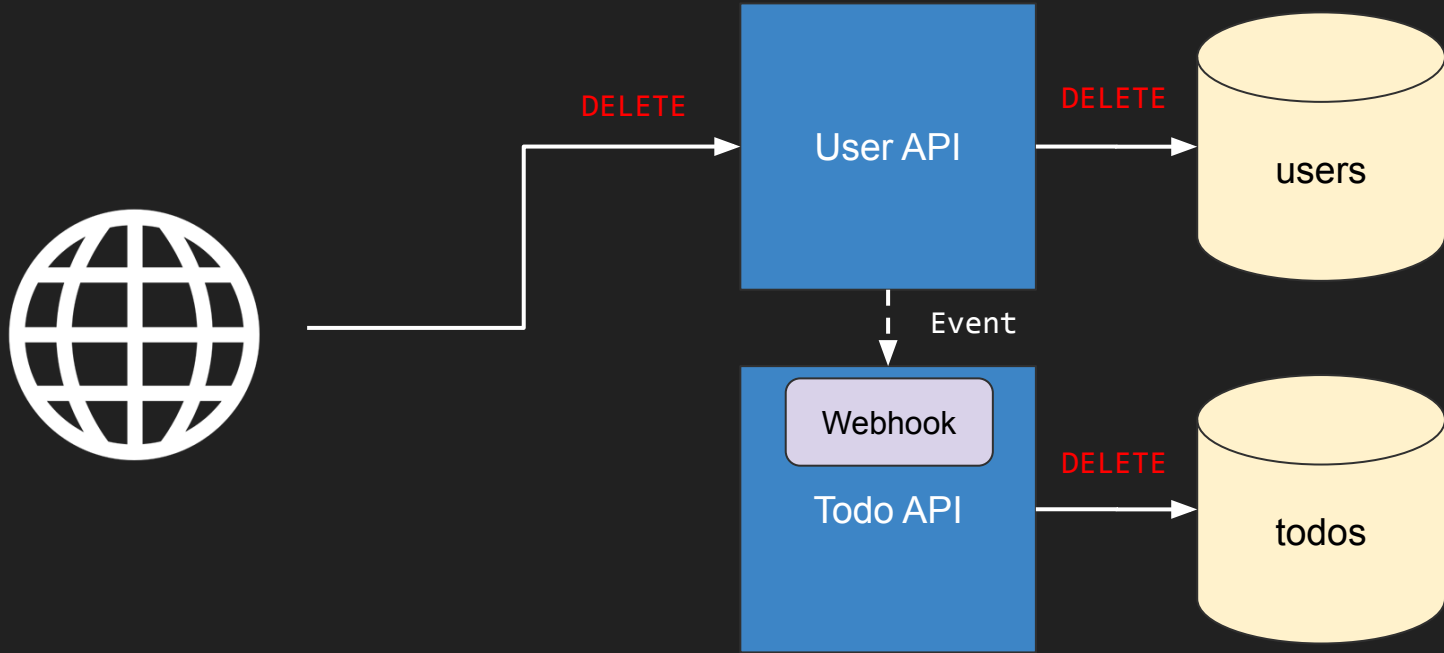 DELETE
User API
DELETE
users
Event
Webhook
Todo API
DELETE
todos